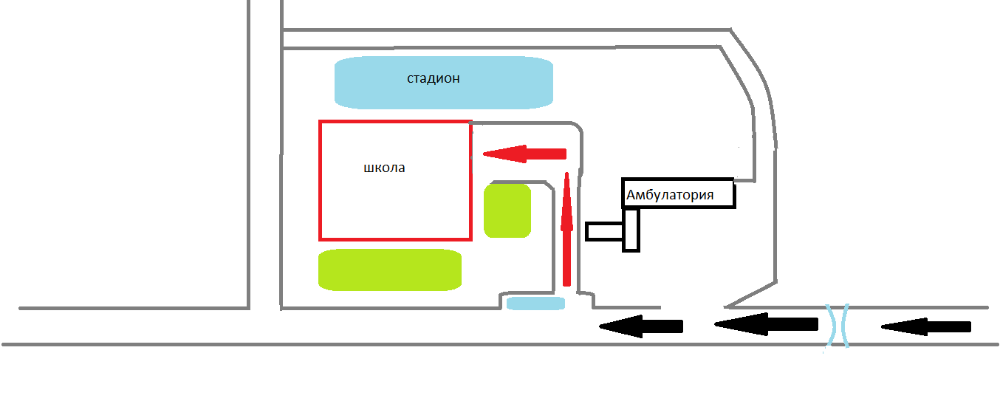 стадион
школа
Амбулатория